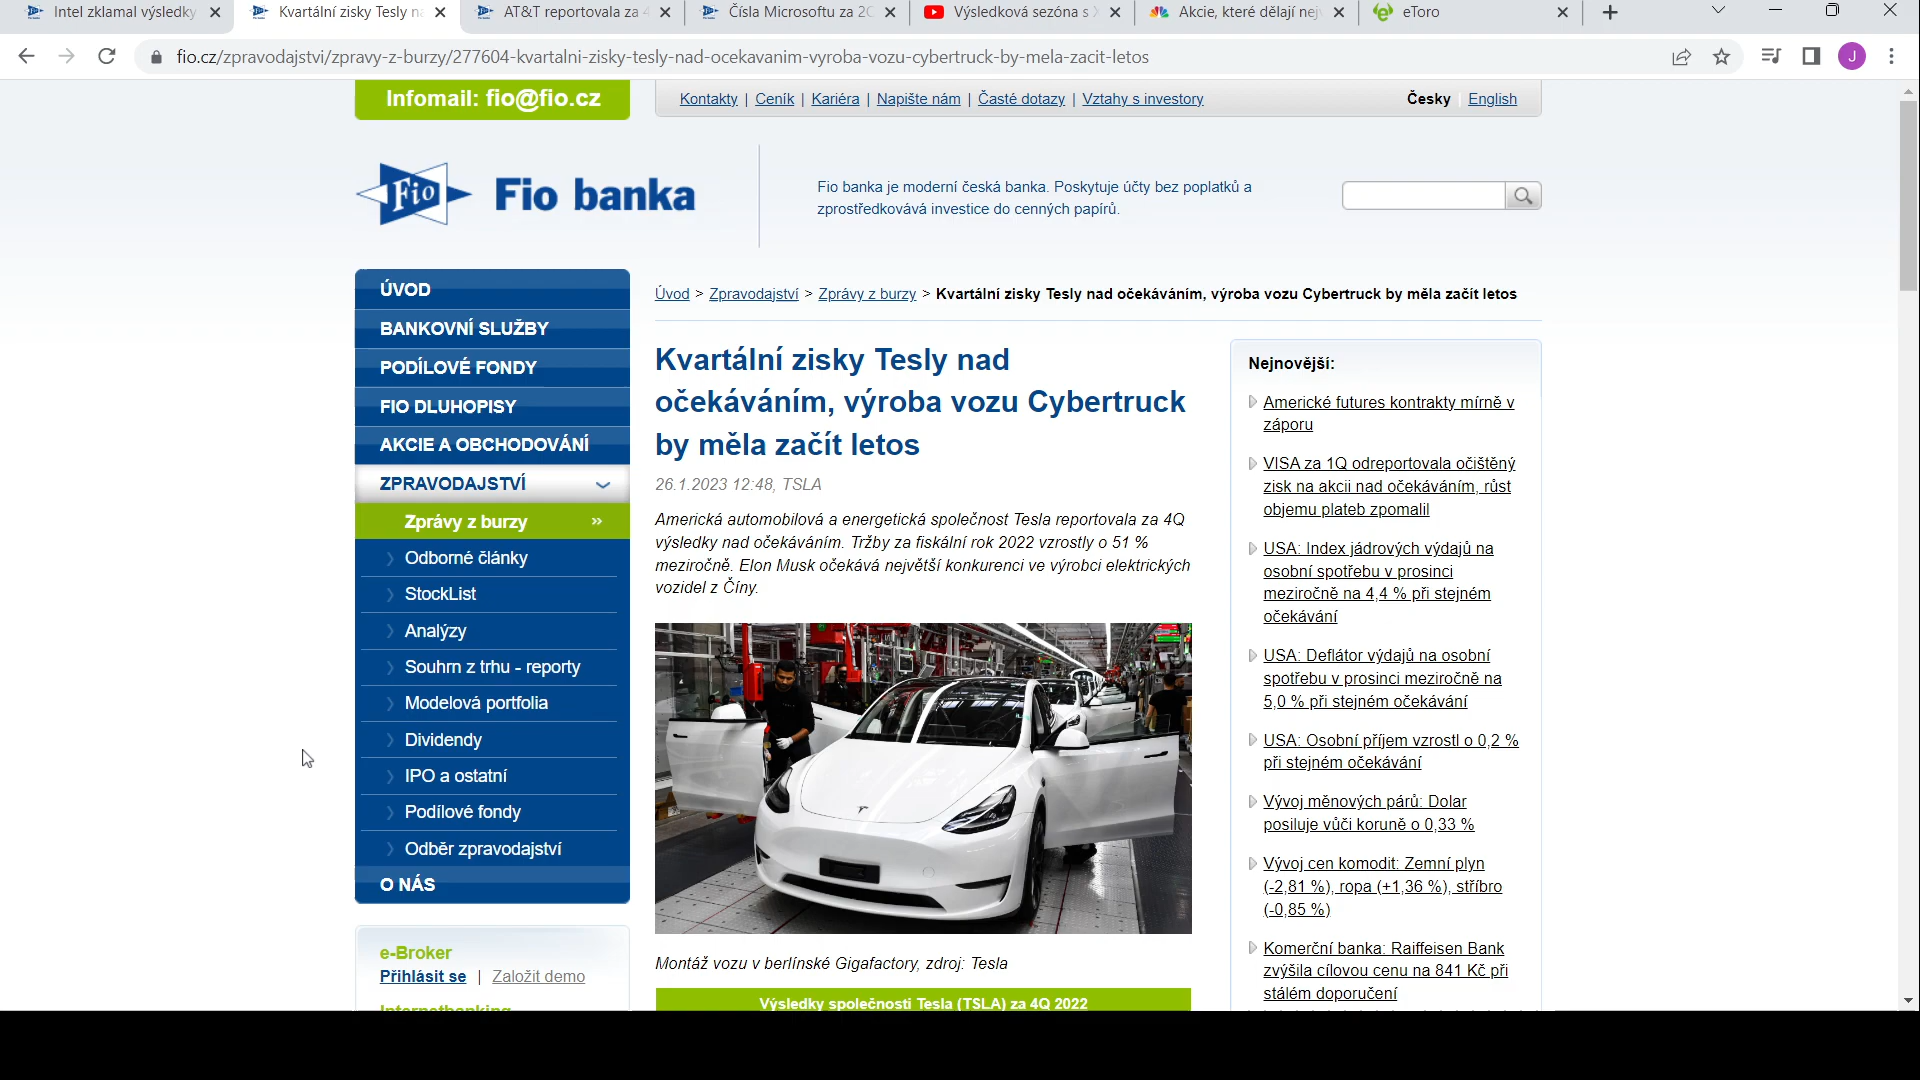 Intel zklamal výsledky
Kvartální zisky Tesly n
AT&T reportovala za 4
Čísla Microsoftu za 2
Výsledková sezóna s
Akcie, které dělají nej
eToro
fio.cz/zpravodajstvi/zpravy-z-burzy/277604-kvartalni-zisky-tesly-nad-ocekavanim-vyroba-vozu-cybertruck-by-mela-zacit-letos
J
Infomail: fio@fio.cz
Kontakty | Ceník | Kariéra | Napište nám | Časté dotazy | Vztahy s investory
Česky English
Fio
Fio banka
Fio banka je moderní česká banka. Poskytuje účty bez poplatků a
zprostředkovává investice do cenných papírů.
ÚVOD
BANKOVNÍ SLUŽBY
PODÍLOVÉ FONDY
FIO DLUHOPISY
AKCIE A OBCHODOVÁNÍ
ZPRAVODAJSTVÍ
Zprávy z burzy »
Odborné články
StockList
Analýzy
Souhrn z trhu - reporty
Modelová portfolia
Dividendy
IPO a ostatní
Podílové fondy
Odběr zpravodajství
O NÁS
e-Broker
Přihlásit se | Založit demo
Internetbanking
Úvod > Zpravodajství > Zprávy z burzy > Kvartální zisky Tesly nad očekáváním, výroba vozu Cybertruck by měla začít letos
Kvartální zisky Tesly nad
očekáváním, výroba vozu Cybertruck
by měla začít letos
26.1.2023 12:48, TSLA
Americká automobilová a energetická společnost Tesla reportovala za 4Q
výsledky nad očekáváním. Tržby za fiskální rok 2022 vzrostly o 51 %
meziročně. Elon Musk očekává největší konkurenci ve výrobci elektrických
vozidel z Číny.
Montáž vozu v berlínské Gigafactory, zdroj: Tesla
Výsledky společnosti Tesla (TSLA) za 4Q 2022
Nejnovější:
Americké futures kontrakty mírně v
záporu
VISA za 1Q odreportovala očištěný
zisk na akcii nad očekáváním, růst
objemu plateb zpomalil
USA: Index jádrových výdajů na
osobní spotřebu v prosinci
meziročně na 4,4 % při stejném
očekávání
USA: Deflátor výdajů na osobní
spotřebu v prosinci meziročně na
5,0 % při stejném očekávání
USA: Osobní příjem vzrostl o 0,2 %
při stejném očekávání
Vývoj měnových párů: Dolar
posiluje vůči koruně o 0,33 %
Vývoj cen komodit: Zemní plyn
(-2,81 %), ropa (+1,36 %), stříbro
(-0,85 %)
Komerční banka: Raiffeisen Bank
zvýšila cílovou cenu na 841 Kč při
stálém doporučení